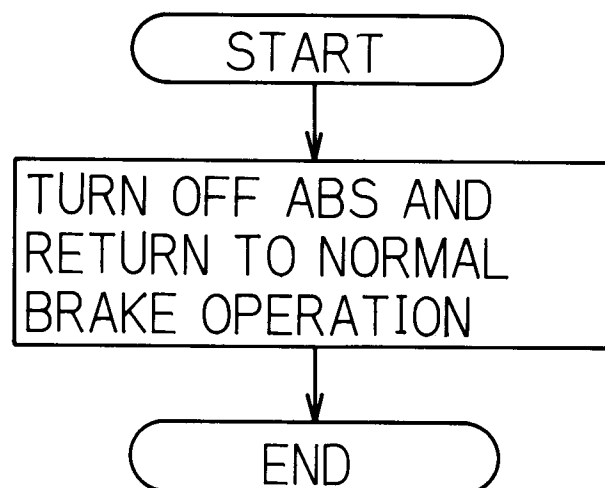 START
TURN OFF ABS AND
RETURN TO NORMAL
BRAKE OPERATION
END